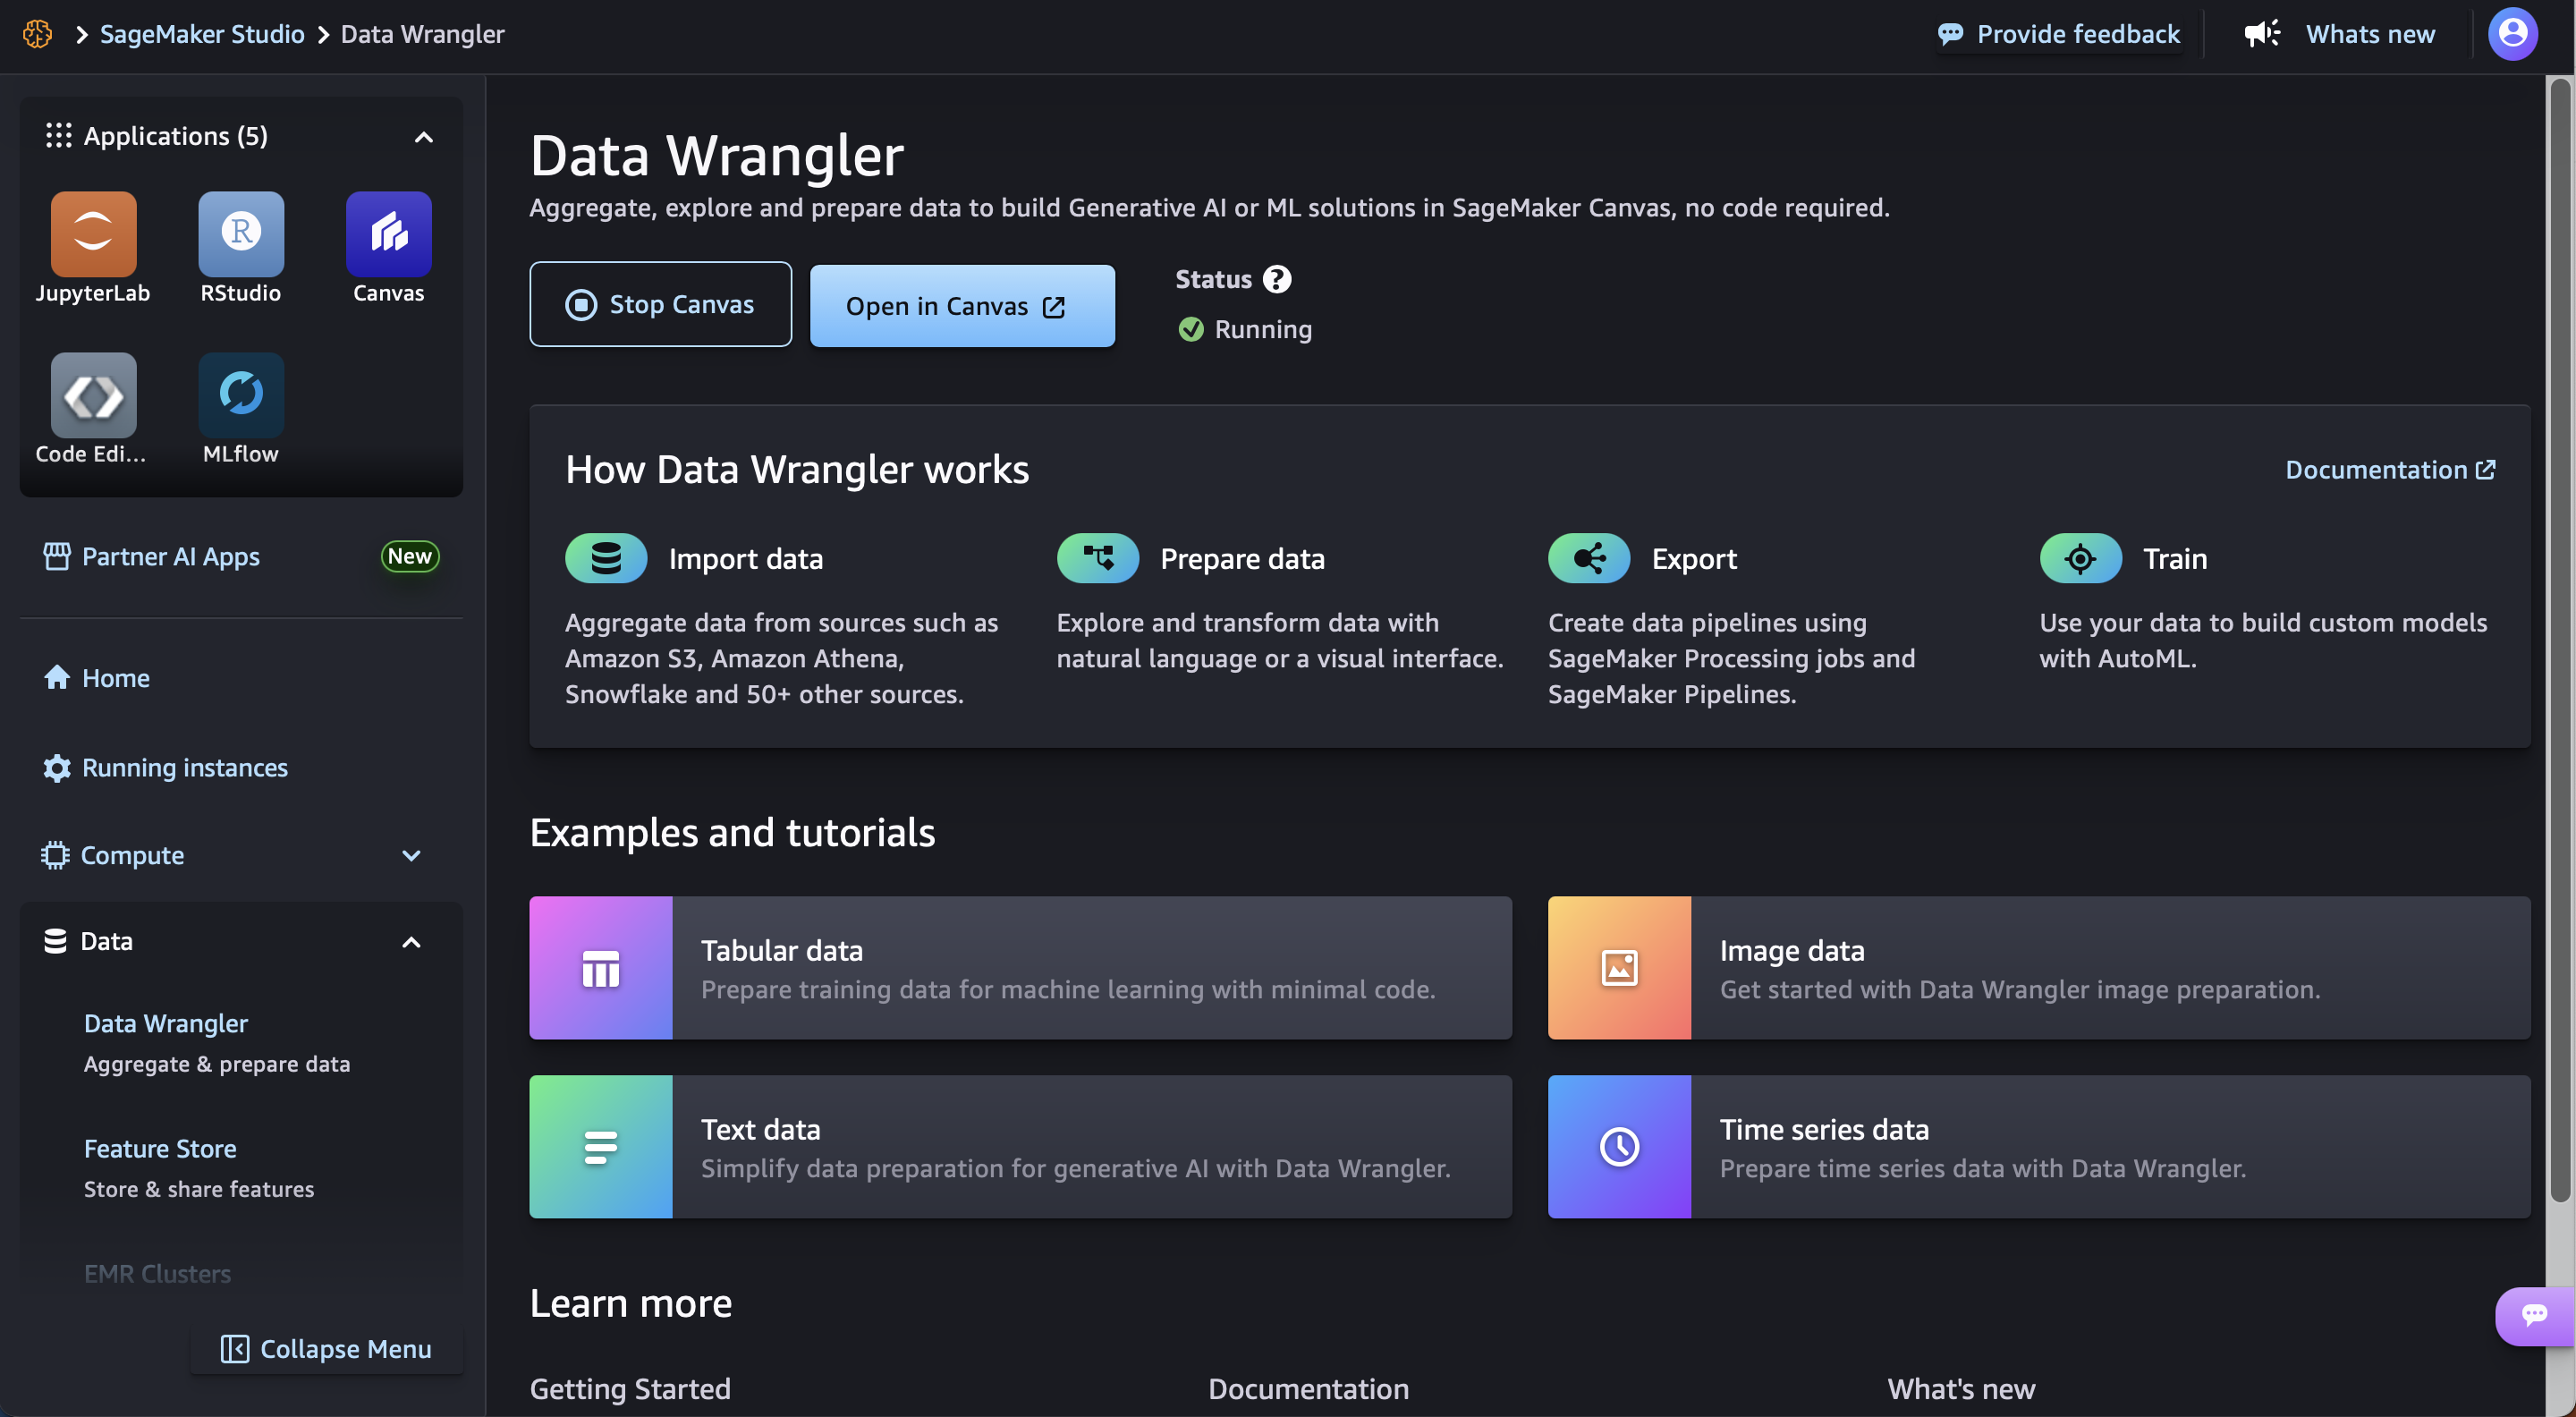 SageMaker Studio
Data Wrangler
Provide feedback
Whats new
Applications (5)
JupyterLab
RStudio
Canvas
Code Edi...
MLflow
Partner AI Apps
New
Home
Running instances
Compute
Data
Data Wrangler
Aggregate & prepare data
Feature Store
Store & share features
EMR Clusters
Collapse Menu
Data Wrangler
Aggregate, explore and prepare data to build Generative AI or ML solutions in SageMaker Canvas, no code required.
Stop Canvas
Open in Canvas
Status
Running
How Data Wrangler works
Documentation
Import data
Aggregate data from sources such as
Amazon S3, Amazon Athena,
Snowflake and 50+ other sources.
Prepare data
Explore and transform data with
natural language or a visual interface.
Export
Create data pipelines using
SageMaker Processing jobs and
SageMaker Pipelines.
Train
Use your data to build custom models
with AutoML.
Examples and tutorials
Tabular data
Prepare training data for machine learning with minimal code.
Image data
Get started with Data Wrangler image preparation.
Text data
Simplify data preparation for generative AI with Data Wrangler.
Time series data
Prepare time series data with Data Wrangler.
Learn more
Getting Started
Documentation
What's new